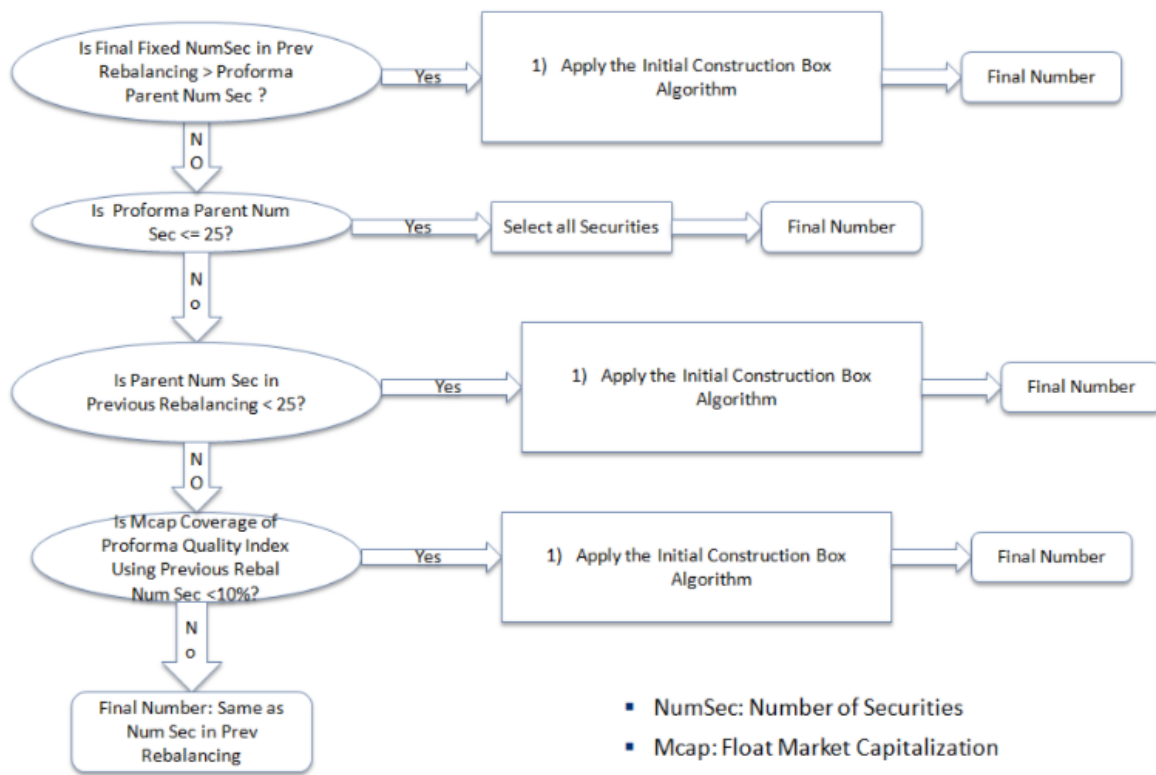 Is Final Fixed NumSec in Prev
Rebalancing > Proforma
Parent Num Sec ?
Yes
1) Apply the Initial Construction Box
Algorithm
Final Number
N
O
Is Proforma Parent Num
Sec <= 25?
Yes
Select all Securities
Final Number
N
o
Is Parent Num Sec in
Previous Rebalancing < 25?
Yes
1) Apply the Initial Construction Box
Algorithm
Final Number
N
O
Is Mcap Coverage of
Proforma Quality Index
Using Previous Rebal
Num Sec <10%?
Yes
1) Apply the Initial Construction Box
Algorithm
Final Number
N
o
Final Number: Same as
Num Sec in Prev
Rebalancing
▪ NumSec: Number of Securities
▪ Mcap: Float Market Capitalization